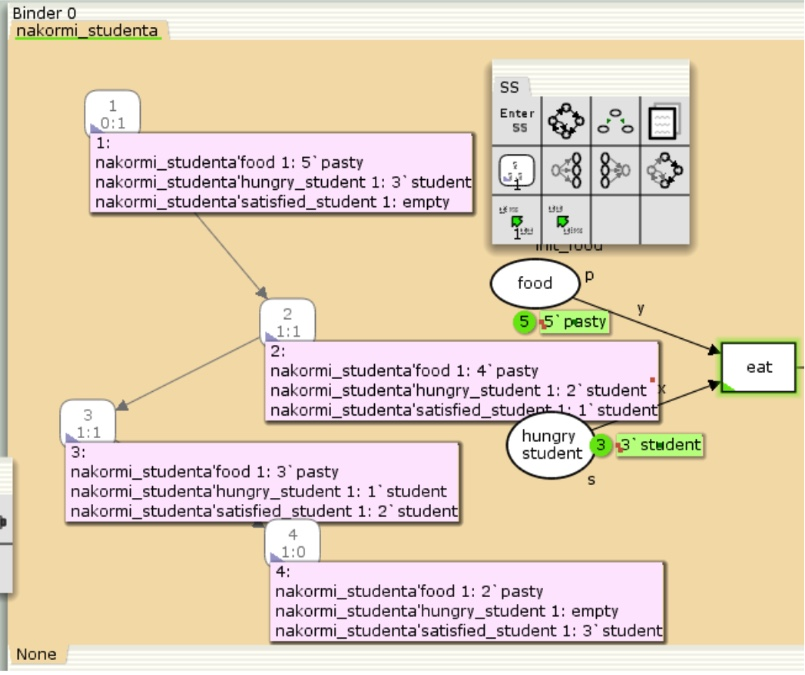 Binder 0
nakormi_studenta
1
0:1
1:
nakormi_studenta'food 1: 5`pasty
nakormi_studenta'hungry_student 1: 3`student
nakormi_studenta'satisfied_student 1: empty
SS
Enter
SS
1
1
init_food
food
p
5
5`pasty
y
eat
2
1:1
2:
nakormi_studenta'food 1: 4`pasty
nakormi_studenta'hungry_student 1: 2`student
nakormi_studenta'satisfied_student 1: 1`student
x
hungry
student
3
3`student
s
3
1:1
3:
nakormi_studenta'food 1: 3`pasty
nakormi_studenta'hungry_student 1: 1`student
nakormi_studenta'satisfied_student 1: 2`student
4
1:0
4:
nakormi_studenta'food 1: 2`pasty
nakormi_studenta'hungry_student 1: empty
nakormi_studenta'satisfied_student 1: 3`student
None